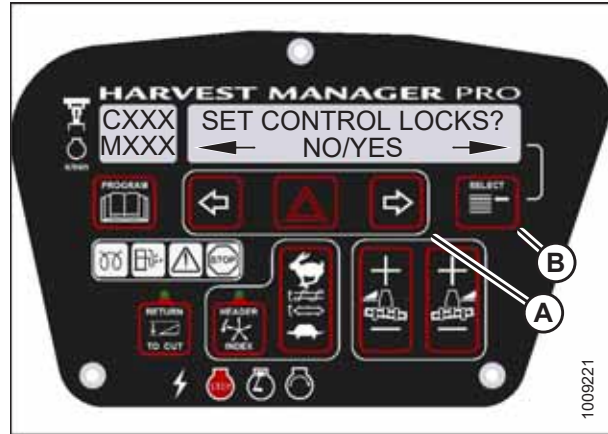 HARVEST MANAGER PRO
CXXX
SET CONTROL LOCKS?
MXXX
NO/YES
PROGRAM
SELECT
STOP
B
A
RETURN
TO CUT
HEADER
INDEX
1009221